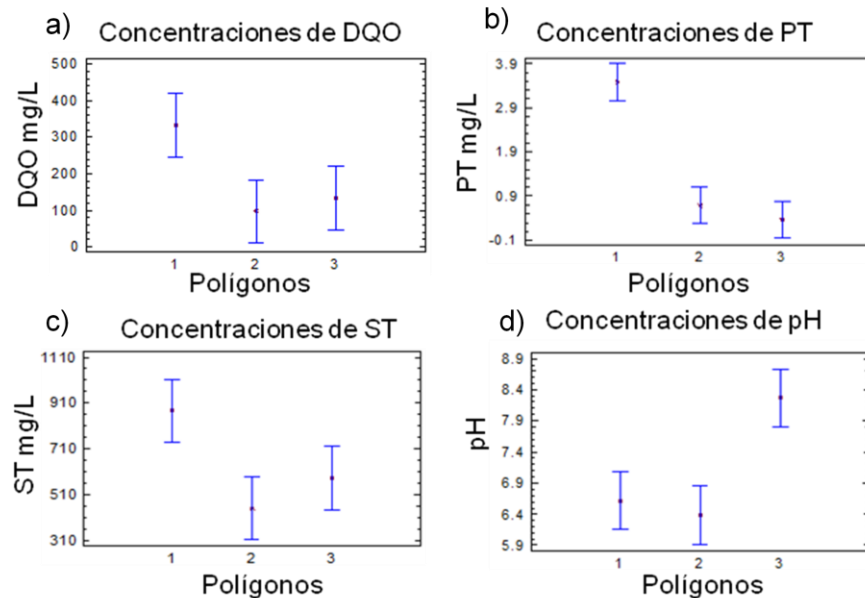 a)
Concentraciones de DQO
DQO mg/L
500
400
300
200
100
0
1 2 3
Polígonos
b)
Concentraciones de PT
PT mg/L
3.9
2.9
1.9
0.9
-0.1
1 2 3
Polígonos
c)
Concentraciones de ST
ST mg/L
1110
910
710
510
310
1 2 3
Polígonos
d)
Concentraciones de pH
pH
8.9
8.4
7.9
7.4
6.9
6.4
5.9
1 2 3
Polígonos